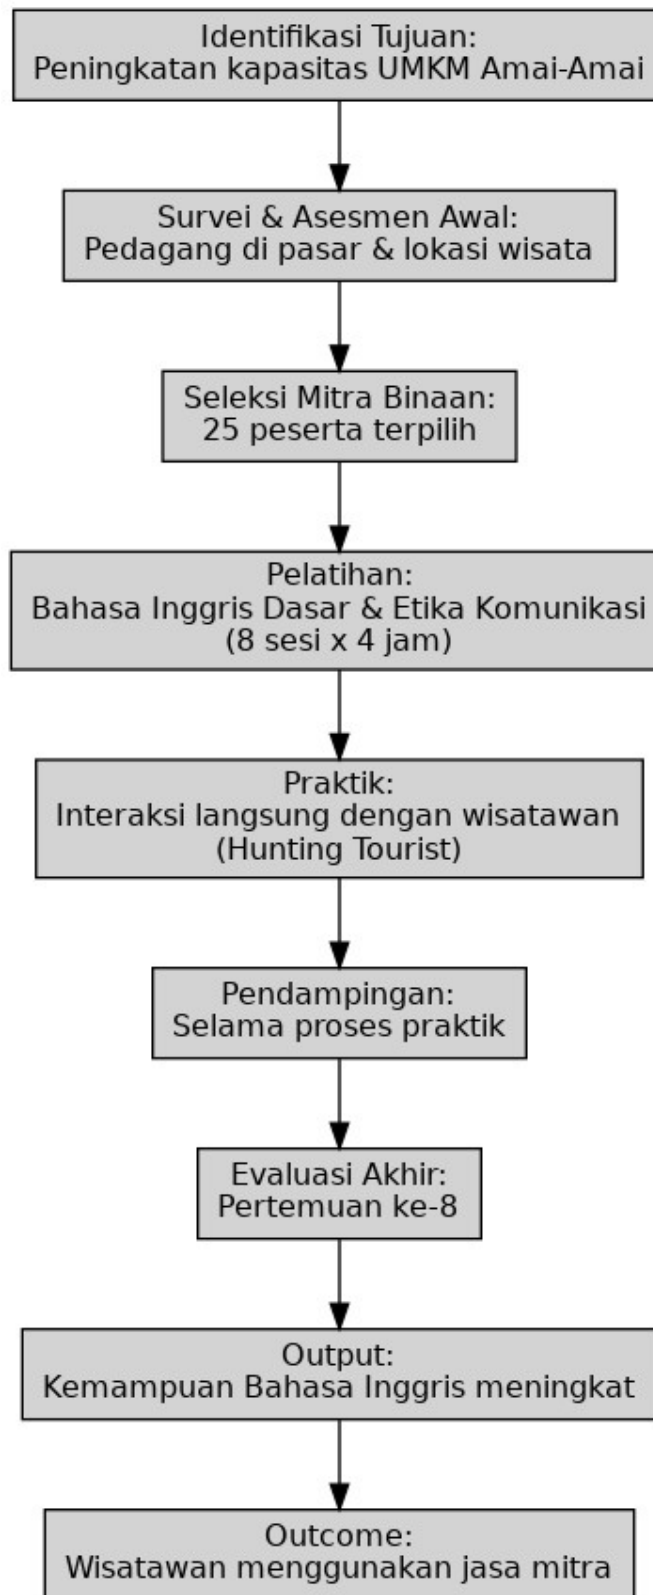 Identifikasi Tujuan:
Peningkatan kapasitas UMKM Amai-Amai
Survei & Asesmen Awal:
Pedagang di pasar & lokasi wisata
Seleksi Mitra Binaan:
25 peserta terpilih
Pelatihan:
Bahasa Inggris Dasar & Etika Komunikasi
(8 sesi x 4 jam)
Praktik:
Interaksi langsung dengan wisatawan
(Hunting Tourist)
Pendampingan:
Selama proses praktik
Evaluasi Akhir:
Pertemuan ke-8
Output:
Kemampuan Bahasa Inggris meningkat
Outcome:
Wisatawan menggunakan jasa mitra